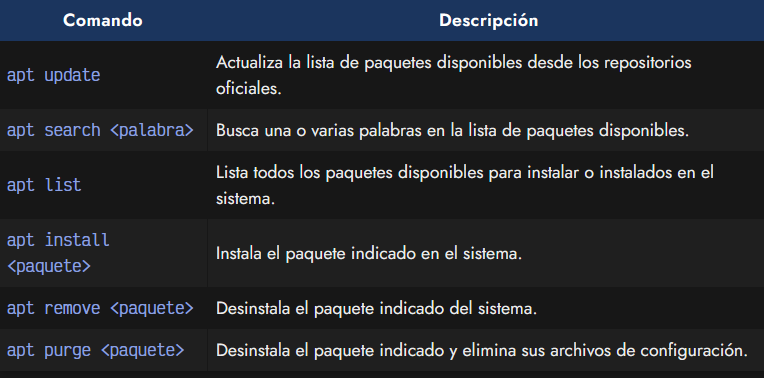 Comando Descripción
apt update Actualiza la lista de paquetes disponibles desde los repositorios
oficiales.
apt search <palabra> Busca una o varias palabras en la lista de paquetes disponibles.
apt list Lista todos los paquetes disponibles para instalar o instalados en el
sistema.
apt install
<paquete> Instala el paquete indicado en el sistema.
apt remove <paquete> Desinstala el paquete indicado del sistema.
apt purge <paquete> Desinstala el paquete indicado y elimina sus archivos de configuración.